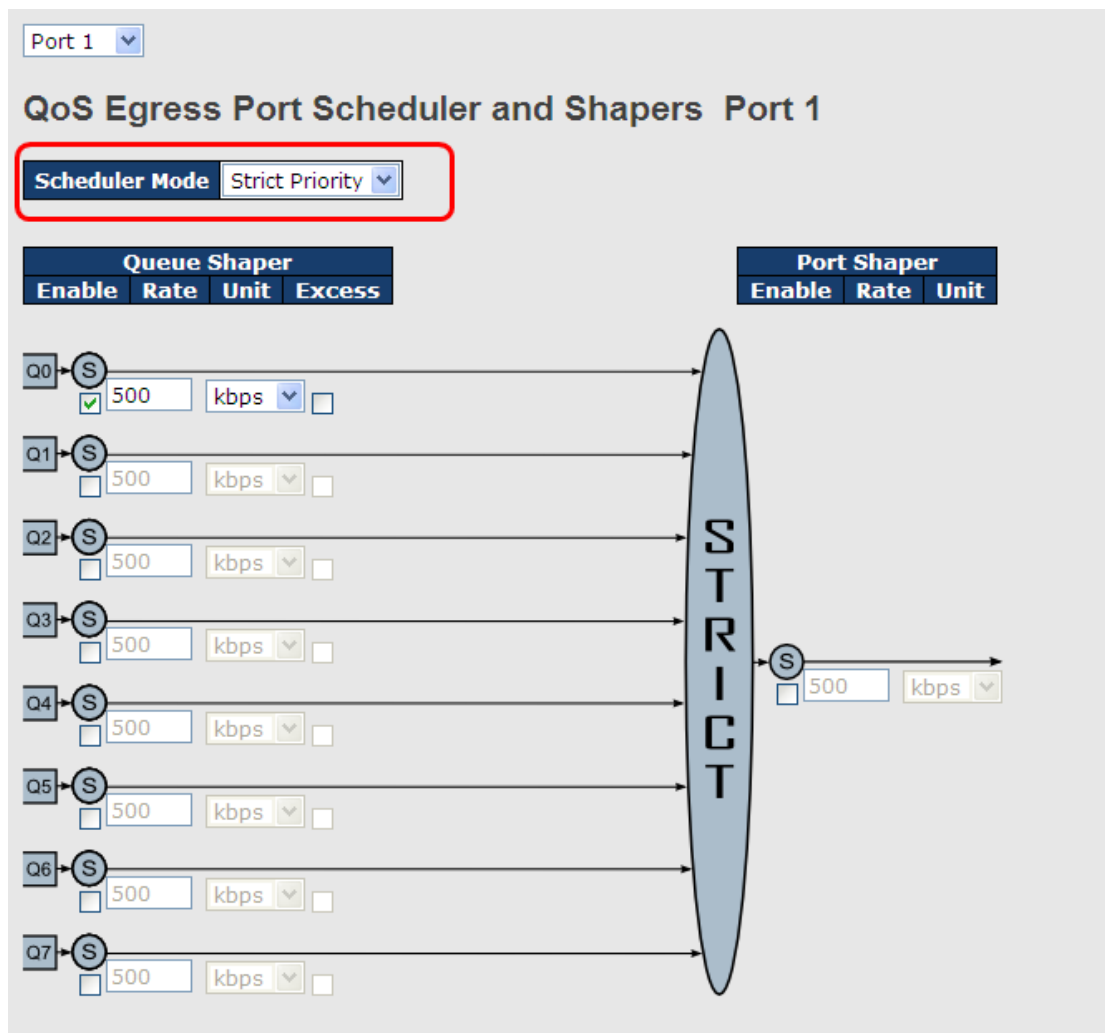 Port 1
QoS Egress Port Scheduler and Shapers Port 1
Scheduler Mode Strict Priority
Queue Shaper Port Shaper
Enable Rate Unit Excess Enable Rate Unit
Q0 S
500 kbps
Q1 S
500 kbps
Q2 S
500 kbps
Q3 S
500 kbps
Q4 S
500 kbps
Q5 S
500 kbps
Q6 S
500 kbps
Q7 S
500 kbps
STRICT
S
500 kbps